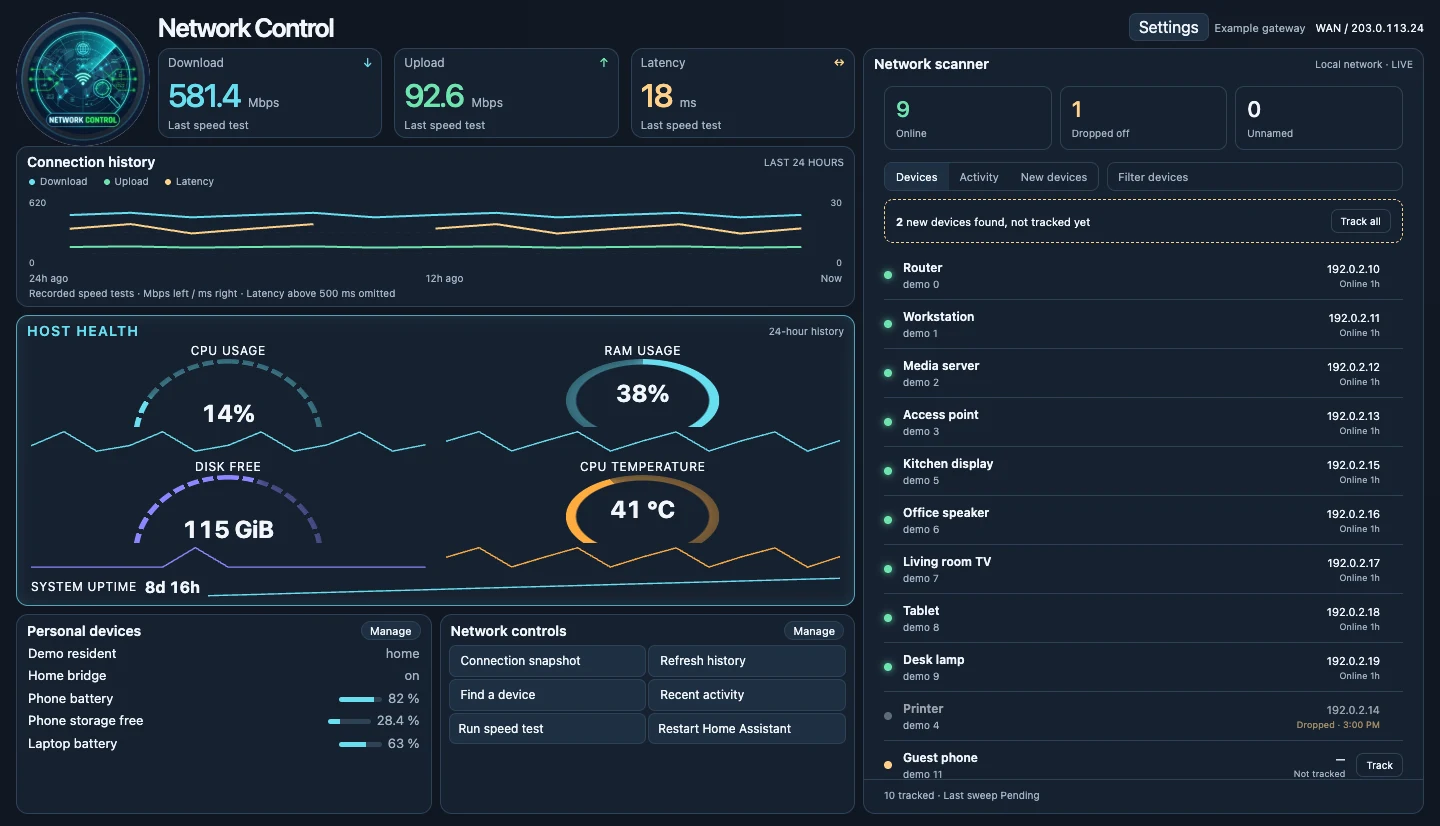 NETWORK CONTROL
Network Control
Settings
Example gateway
WAN / 203.0.113.24
Download ↓
581.4 Mbps
Last speed test
Upload ↑
92.6 Mbps
Last speed test
Latency ↔
18 ms
Last speed test
Connection history
LAST 24 HOURS
Download
Upload
Latency
620
30
0
0
24h ago
12h ago
Now
Recorded speed tests · Mbps left / ms right · Latency above 500 ms omitted
HOST HEALTH
24-hour history
CPU USAGE
14%
RAM USAGE
38%
DISK FREE
115 GiB
CPU TEMPERATURE
41 °C
SYSTEM UPTIME 8d 16h
Personal devices
Manage
Demo resident home
Home bridge on
Phone battery 82 %
Phone storage free 28.4 %
Laptop battery 63 %
Network controls
Manage
Connection snapshot
Refresh history
Find a device
Recent activity
Run speed test
Restart Home Assistant
Network scanner
Local network · LIVE
9
Online
1
Dropped off
0
Unnamed
Devices
Activity
New devices
Filter devices
2 new devices found, not tracked yet
Track all
Router 192.0.2.10
demo 0 Online 1h
Workstation 192.0.2.11
demo 1 Online 1h
Media server 192.0.2.12
demo 2 Online 1h
Access point 192.0.2.13
demo 3 Online 1h
Kitchen display 192.0.2.15
demo 5 Online 1h
Office speaker 192.0.2.16
demo 6 Online 1h
Living room TV 192.0.2.17
demo 7 Online 1h
Tablet 192.0.2.18
demo 8 Online 1h
Desk lamp 192.0.2.19
demo 9 Online 1h
Printer 192.0.2.14
demo 4 Dropped · 3:00 PM
Guest phone —
demo 11 Not tracked
Track
10 tracked · Last sweep Pending